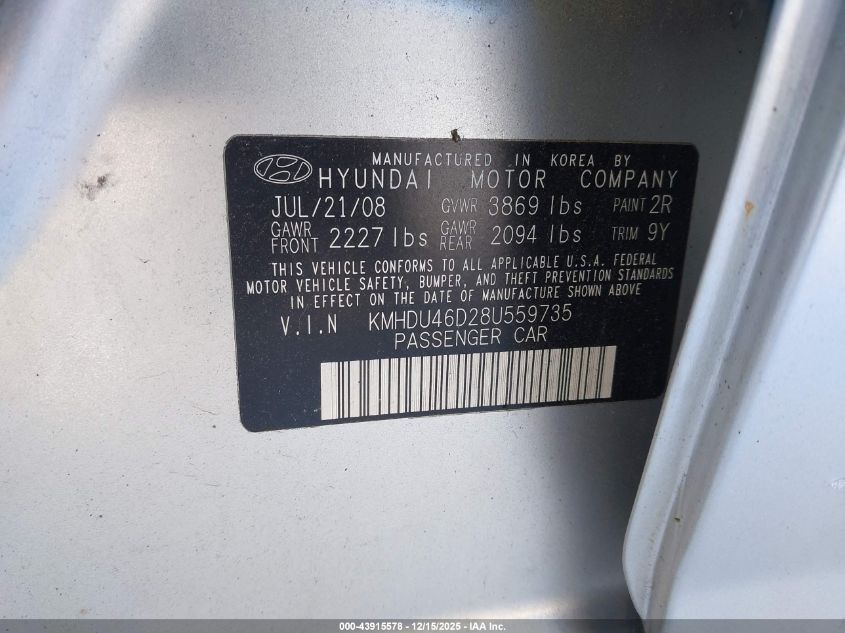 MANUFACTURED IN KOREA BY
HYUNDAI MOTOR COMPANY
JUL/21/08 GVWR 3869 lbs PAINT 2R
GAWR FRONT 2227 lbs GAWR REAR 2094 lbs TRIM 9Y
THIS VEHICLE CONFORMS TO ALL APPLICABLE U.S.A. FEDERAL
MOTOR VEHICLE SAFETY, BUMPER, AND THEFT PREVENTION STANDARDS
IN EFFECT ON THE DATE OF MANUFACTURE SHOWN ABOVE
V.I.N KMHDU46D28U559735
PASSENGER CAR
000-43915578 - 12/15/2025 - IAA Inc.